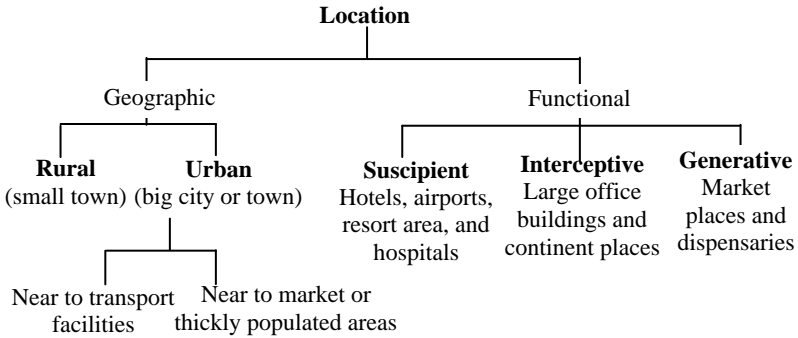 Location
Geographic
Functional
Rural
(small town)
Urban
(big city or town)
Suscipient
Hotels, airports,
resort area, and
hospitals
Interceptive
Large office
buildings and
continent places
Generative
Market
places and
dispensaries
Near to transport
facilities
Near to market or
thickly populated areas